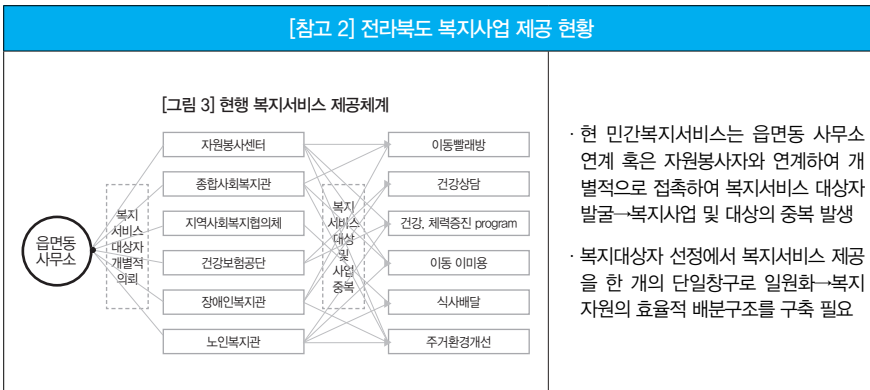 [참고 2] 전라북도 복지사업 제공 현황
[그림 3] 현행 복지서비스 제공체계
읍면동
사무소
복지
서비스
대상자
개별적
의뢰
자원봉사센터
종합사회복지관
지역사회복지협의체
건강보험공단
장애인복지관
노인복지관
복지
서비스
대상
및
사업
중복
이동빨래방
건강상담
건강, 체력증진 program
이동 이미용
식사배달
주거환경개선
· 현 민간복지서비스는 읍면동 사무소
연계 혹은 자원봉사자와 연계하여 개
별적으로 접촉하여 복지서비스 대상자
발굴→복지사업 및 대상의 중복 발생
· 복지대상자 선정에서 복지서비스 제공
을 한 개의 단일창구로 일원화→복지
자원의 효율적 배분구조를 구축 필요